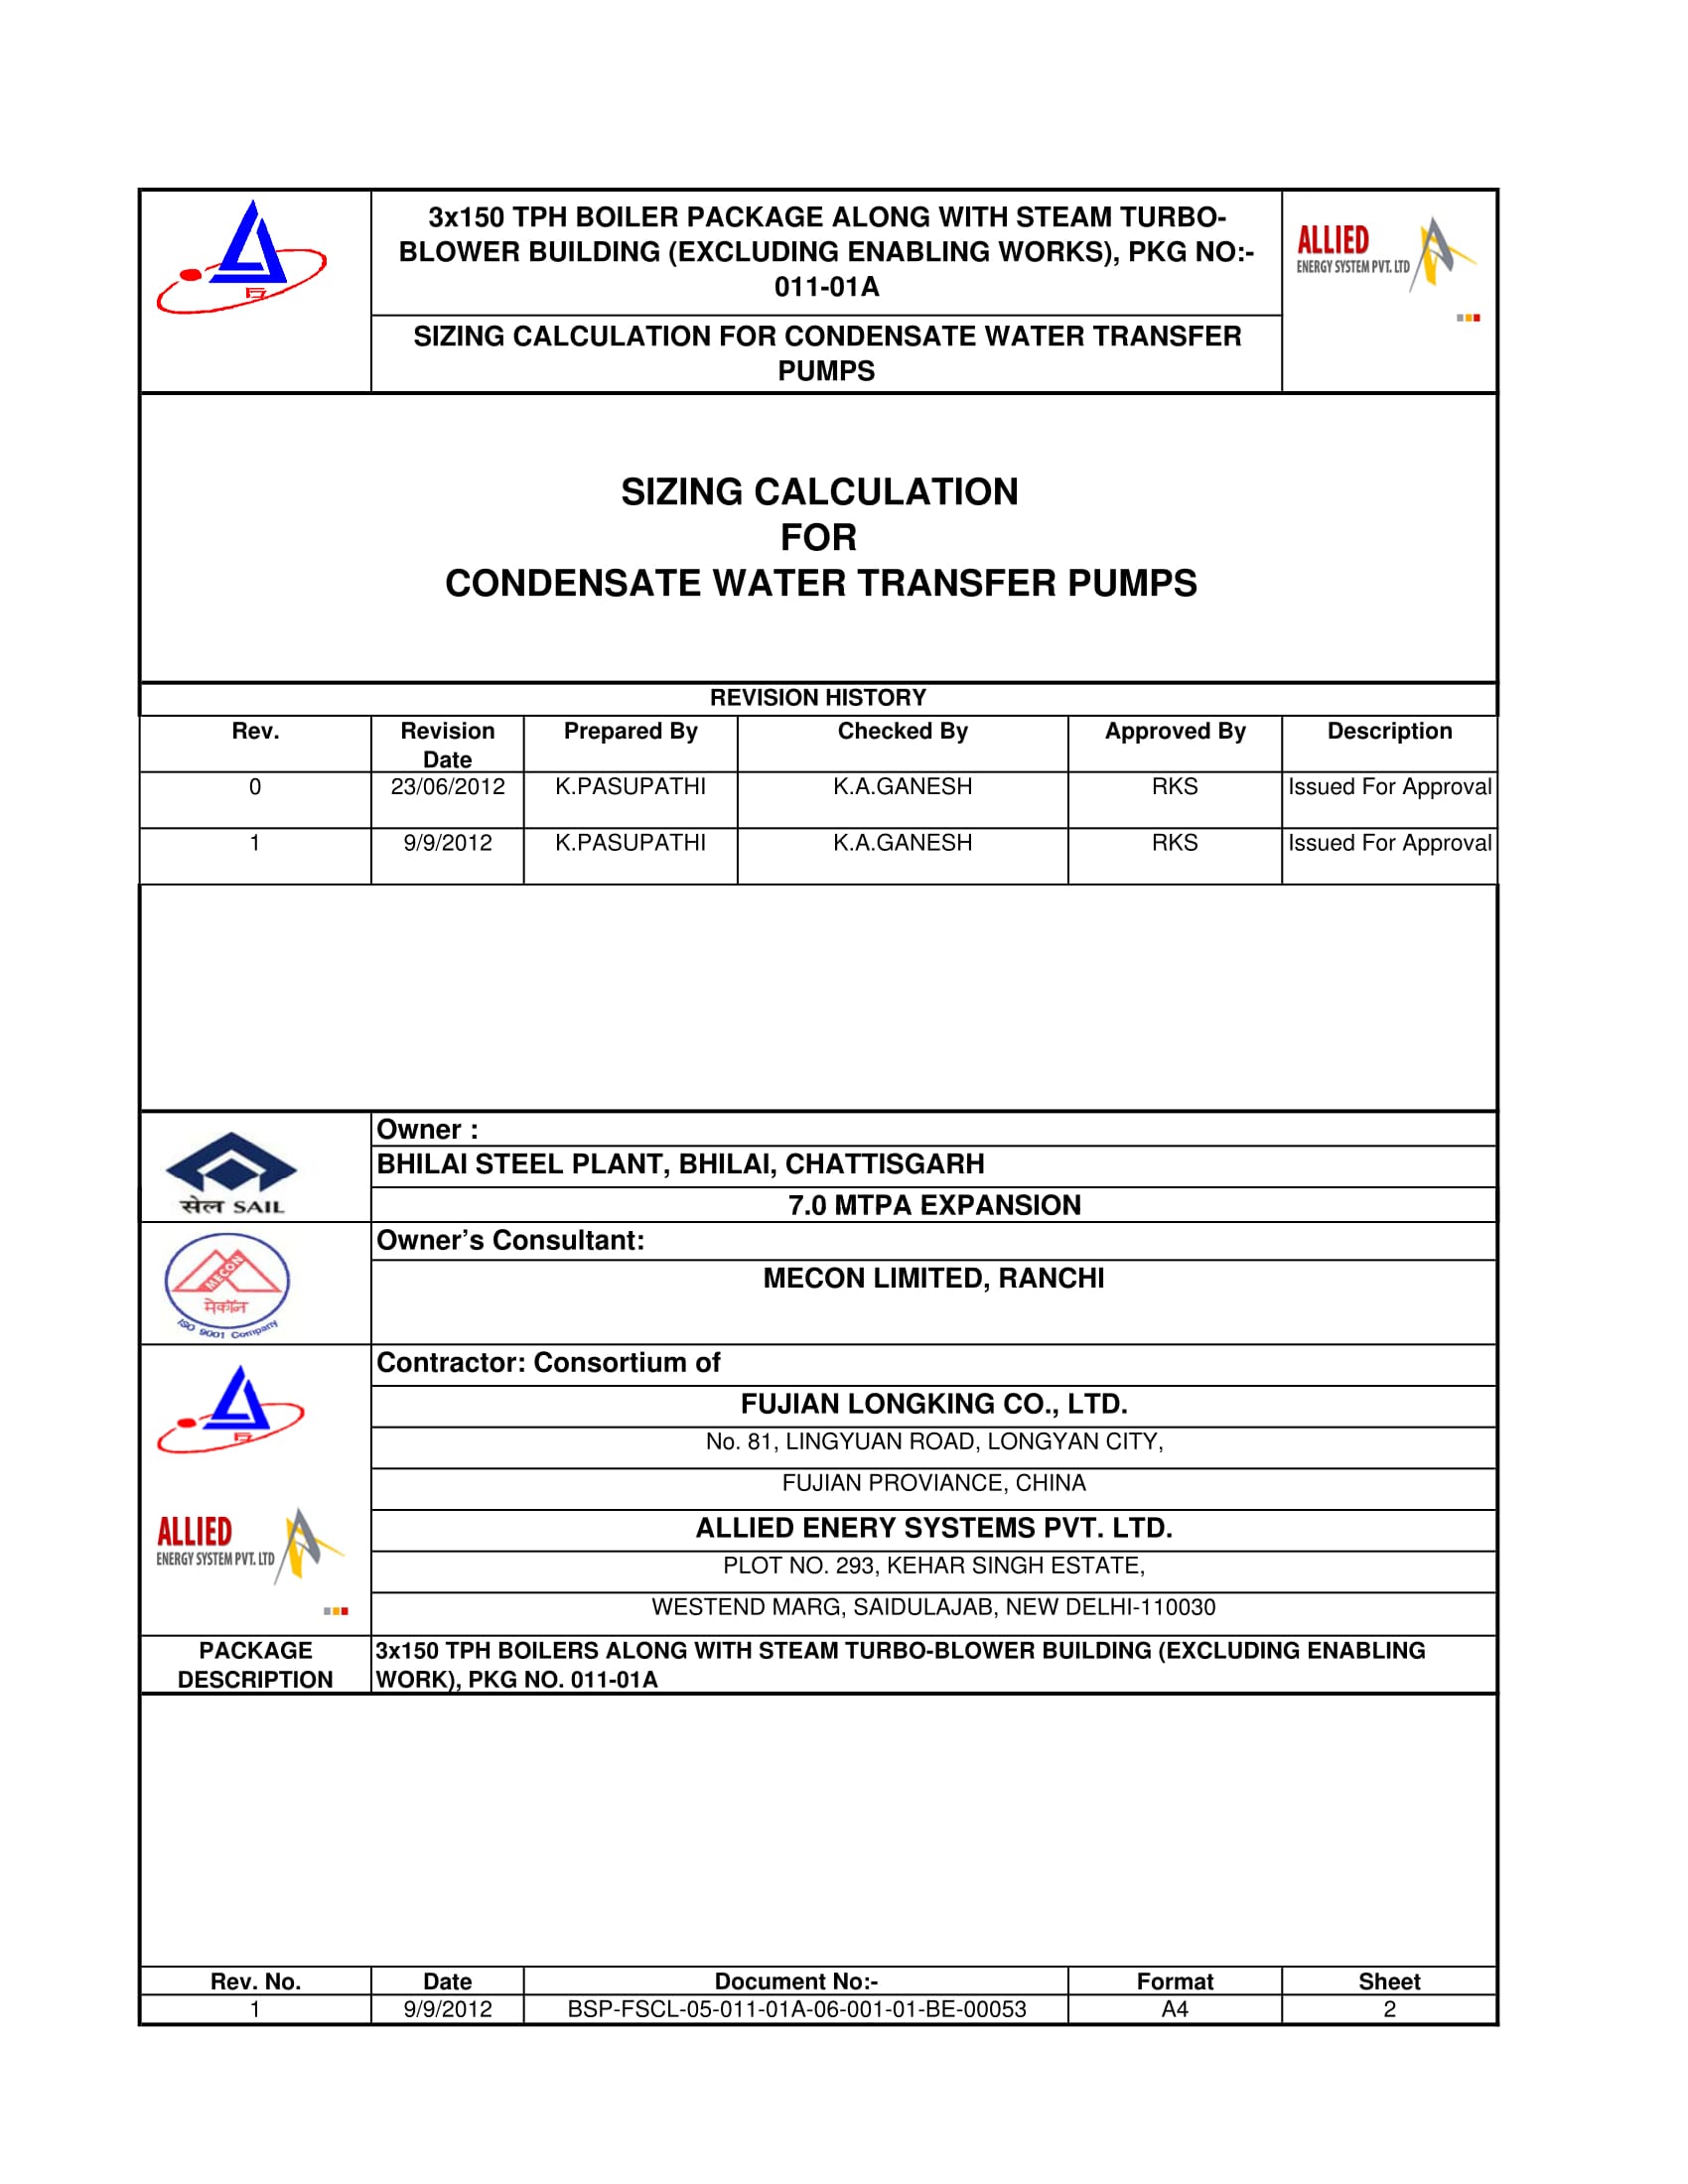 3x150 TPH BOILER PACKAGE ALONG WITH STEAM TURBO-
BLOWER BUILDING (EXCLUDING ENABLING WORKS), PKG NO:-
011-01A
ALLIED
ENERGY SYSTEM PVT. LTD
SIZING CALCULATION FOR CONDENSATE WATER TRANSFER
PUMPS
SIZING CALCULATION
FOR
CONDENSATE WATER TRANSFER PUMPS
REVISION HISTORY
Rev. Revision Date Prepared By Checked By Approved By Description
0 23/06/2012 K.PASUPATHI K.A.GANESH RKS Issued For Approval
1 9/9/2012 K.PASUPATHI K.A.GANESH RKS Issued For Approval
Owner :
BHILAI STEEL PLANT, BHILAI, CHATTISGARH
सेल SAIL
7.0 MTPA EXPANSION
Owner’s Consultant:
MECON
मेकॉन
ISO 9001 Company
MECON LIMITED, RANCHI
Contractor: Consortium of
FUJIAN LONGKING CO., LTD.
No. 81, LINGYUAN ROAD, LONGYAN CITY,
FUJIAN PROVIANCE, CHINA
ALLIED
ENERGY SYSTEM PVT. LTD
ALLIED ENERY SYSTEMS PVT. LTD.
PLOT NO. 293, KEHAR SINGH ESTATE,
WESTEND MARG, SAIDULAJAB, NEW DELHI-110030
PACKAGE DESCRIPTION
3x150 TPH BOILERS ALONG WITH STEAM TURBO-BLOWER BUILDING (EXCLUDING ENABLING
WORK), PKG NO. 011-01A
Rev. No. Date Document No:- Format Sheet
1 9/9/2012 BSP-FSCL-05-011-01A-06-001-01-BE-00053 A4 2